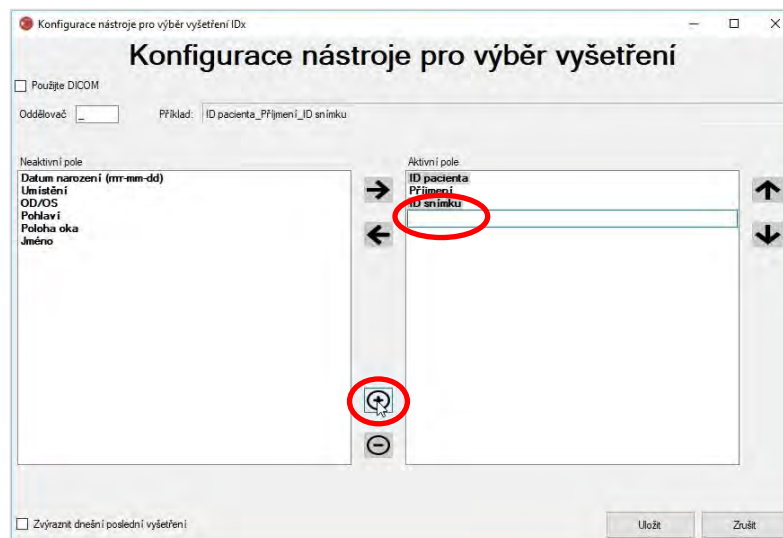 Konfigurace nástroje pro výběr vyšetření IDx
Konfigurace nástroje pro výběr vyšetření
Použijte DICOM
Oddělovač _ Příklad: ID pacienta_Příjmení_ID snímku
Neaktivní pole
Datum narození (rrrr-mm-dd)
Umístění
OD/OS
Pohlaví
Poloha oka
Jméno
Aktivní pole
ID pacienta
Příjmení
ID snímku
Zvýraznit dnešní poslední vyšetření
Uložit
Zrušit